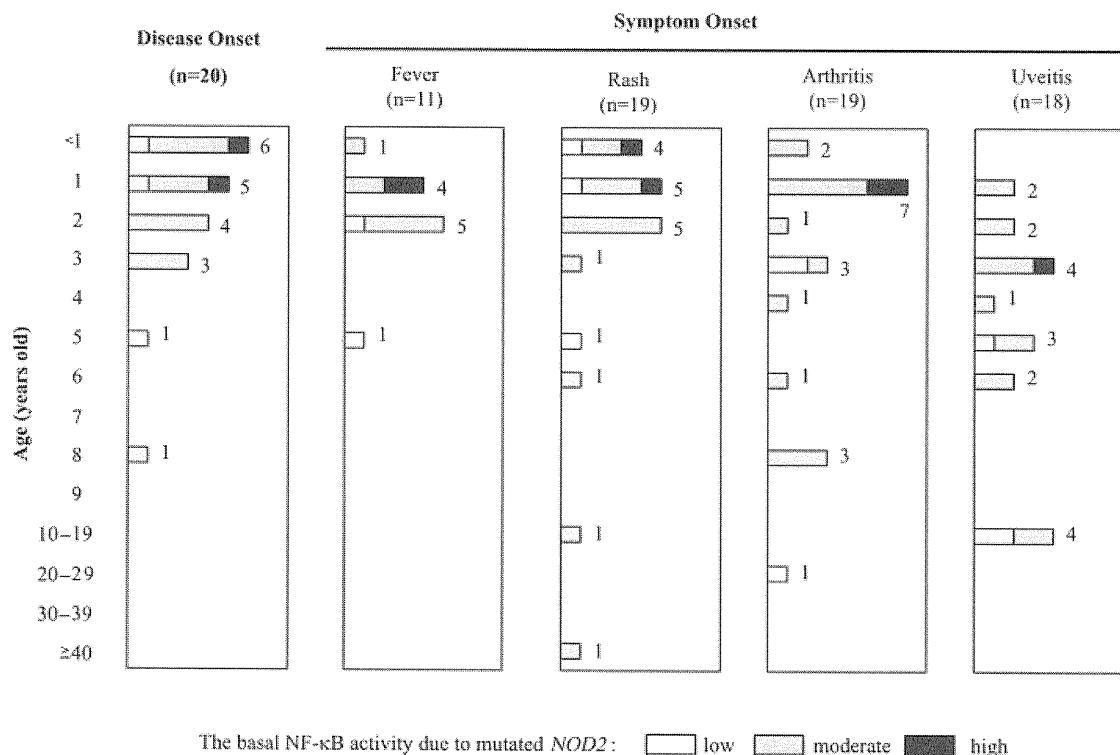 Symptom Onset
Disease Onset
(n=20)
Fever
(n=11)
Rash
(n=19)
Arthritis
(n=19)
Uveitis
(n=18)
Age (years old)
<1 6 1 4 2
1 5 4 5 7 2
2 4 5 5 1 2
3 3 1 3 4
4 1 1
5 1 1 1 3
6 1 1 2
7
8 1 3
9
10–19 1 4
20–29 1
30–39
≥40 1
The basal NF-κB activity due to mutated NOD2 : low moderate high